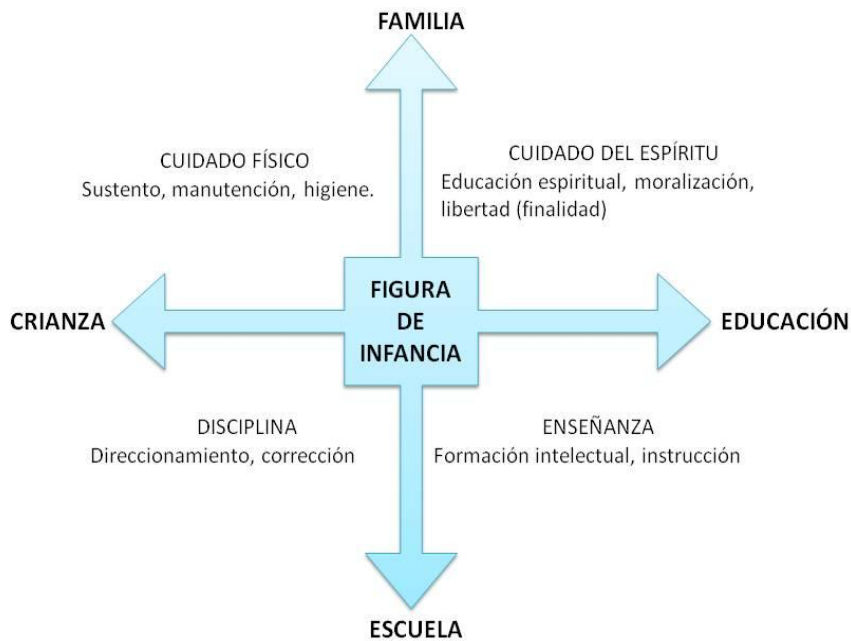 FAMILIA
CUIDADO FÍSICO
Sustento, manutención, higiene.
CUIDADO DEL ESPÍRITU
Educación espiritual, moralización,
libertad (finalidad)
CRIANZA
FIGURA
DE
INFANCIA
EDUCACIÓN
DISCIPLINA
Direccionamiento, corrección
ENSEÑANZA
Formación intelectual, instrucción
ESCUELA